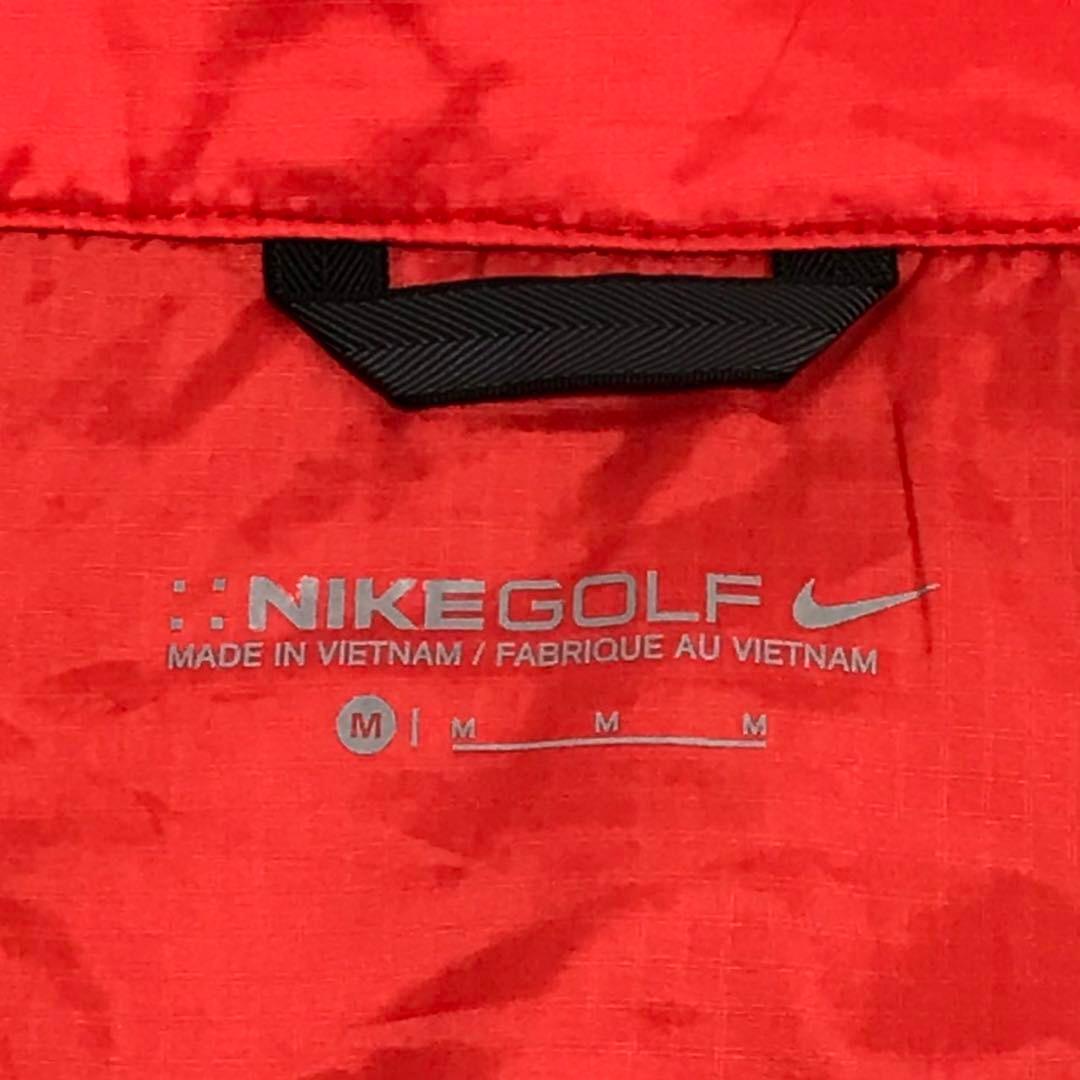 NIKEGOLF
MADE IN VIETNAM / FABRIQUE AU VIETNAM
M | M M M